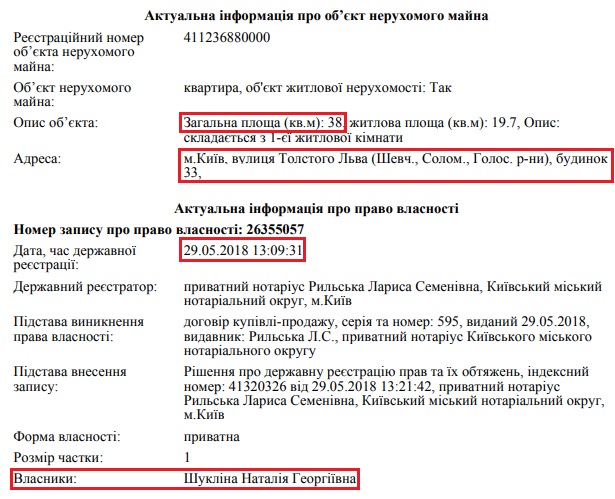 Актуальна інформація про об’єкт нерухомого майна
Реєстраційний номер об’єкта нерухомого майна: 411236880000
Об’єкт нерухомого майна: квартира, об'єкт житлової нерухомості: Так
Опис об’єкта: Загальна площа (кв.м): 38, житлова площа (кв.м): 19.7, Опис:
складається з 1-єї житлової кімнати
Адреса: м.Київ, вулиця Толстого Льва (Шевч., Солом., Голос. р-ни), будинок
33,
Актуальна інформація про право власності
Номер запису про право власності: 26355057
Дата, час державної реєстрації: 29.05.2018 13:09:31
Державний реєстратор: приватний нотаріус Рильська Лариса Семенівна, Київський міський
нотаріальний округ, м.Київ
Підстава виникнення права власності: договір купівлі-продажу, серія та номер: 595, виданий 29.05.2018,
видавник: Рильська Л.С., приватний нотаріус Київського міського
нотаріального округу
Підстава внесення запису: Рішення про державну реєстрацію прав та їх обтяжень, індексний
номер: 41320326 від 29.05.2018 13:21:42, приватний нотаріус
Рильська Лариса Семенівна, Київський міський нотаріальний округ,
м.Київ
Форма власності: приватна
Розмір частки: 1
Власники: Шукліна Наталія Георгіївна